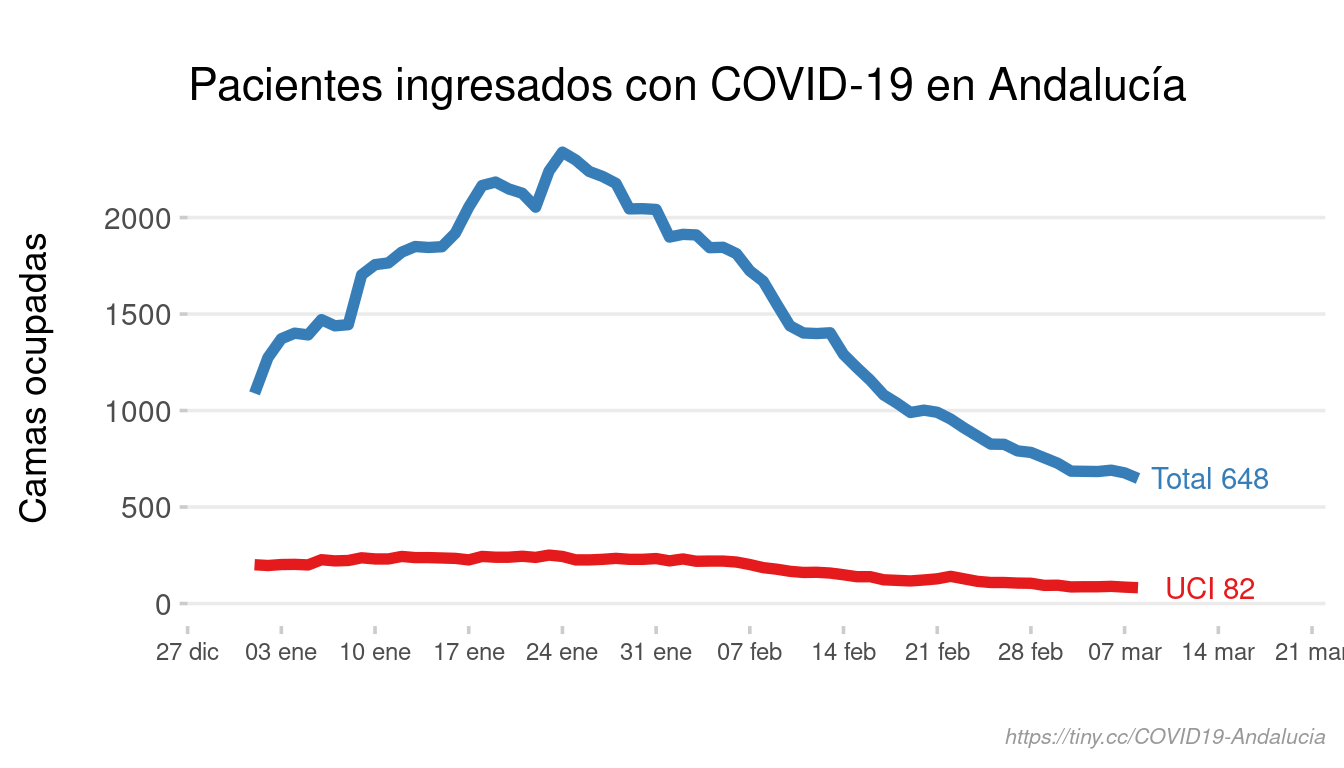 Pacientes ingresados con COVID-19 en Andalucía
Camas ocupadas
2000
1500
1000
500
0
Total 648
UCI 82
27 dic 03 ene 10 ene 17 ene 24 ene 31 ene 07 feb 14 feb 21 feb 28 feb 07 mar 14 mar 21 mar
https://tiny.cc/COVID19-Andalucia